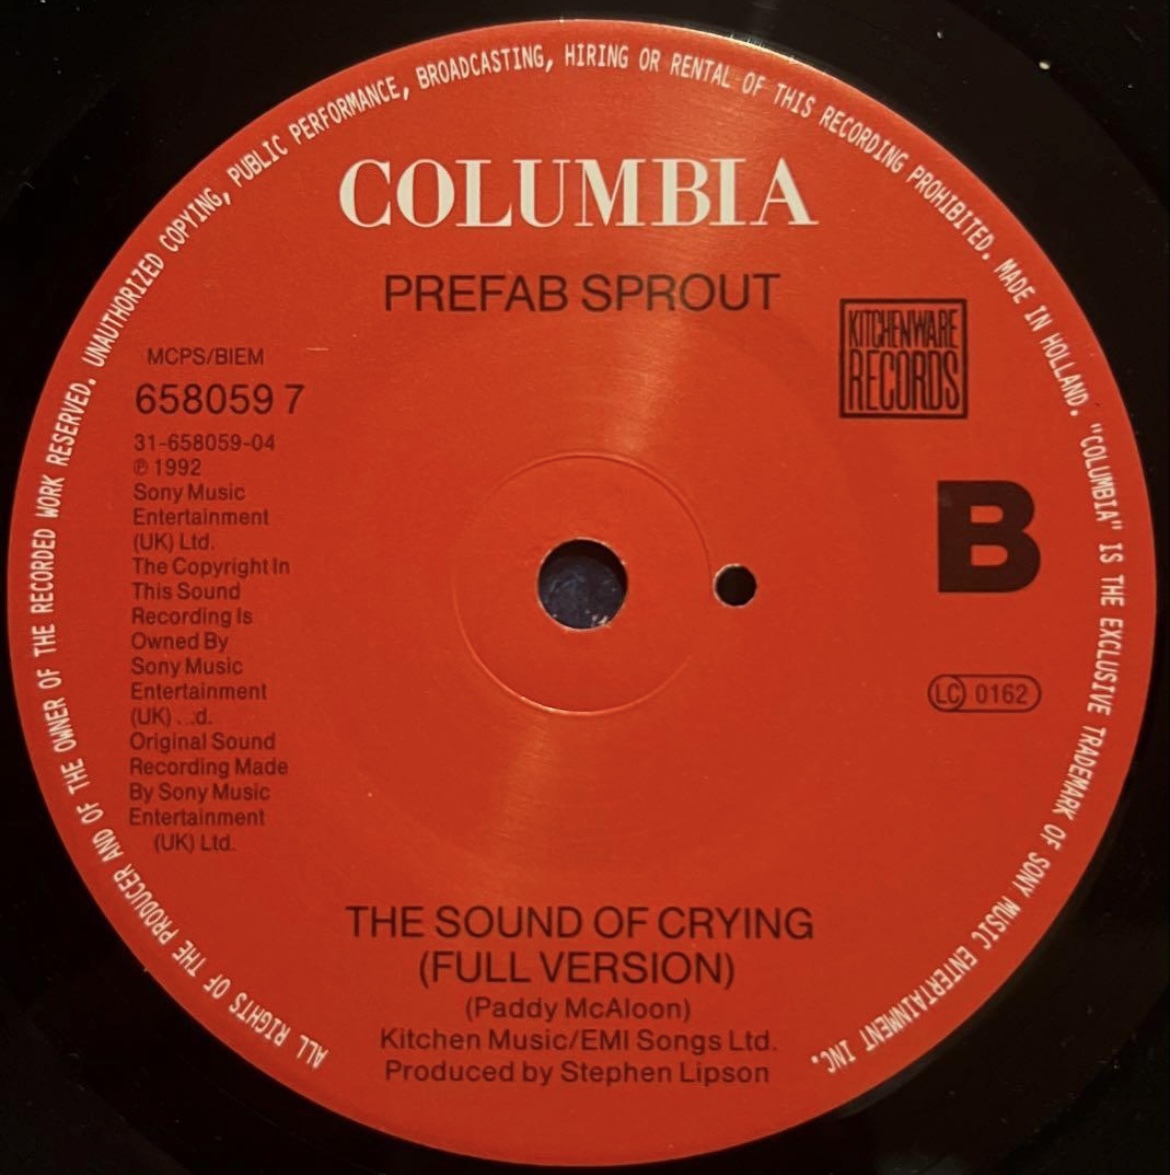 ALL RIGHTS OF THE PRODUCER AND OF THE OWNER OF THE RECORDED WORK RESERVED. UNAUTHORIZED COPYING, PUBLIC PERFORMANCE, BROADCASTING, HIRING OR RENTAL OF THIS RECORDING PROHIBITED. MADE IN HOLLAND. "COLUMBIA" IS THE EXCLUSIVE TRADEMARK OF SONY MUSIC ENTERTAINMENT INC.
COLUMBIA
PREFAB SPROUT
KITCHENWARE
RECORDS
MCPS/BIEM
658059 7
31-658059-04
℗ 1992
Sony Music
Entertainment
(UK) Ltd.
The Copyright In
This Sound
Recording Is
Owned By
Sony Music
Entertainment
(UK) ...d.
Original Sound
Recording Made
By Sony Music
Entertainment
(UK) Ltd.
B
LC 0162
THE SOUND OF CRYING
(FULL VERSION)
(Paddy McAloon)
Kitchen Music/EMI Songs Ltd.
Produced by Stephen Lipson